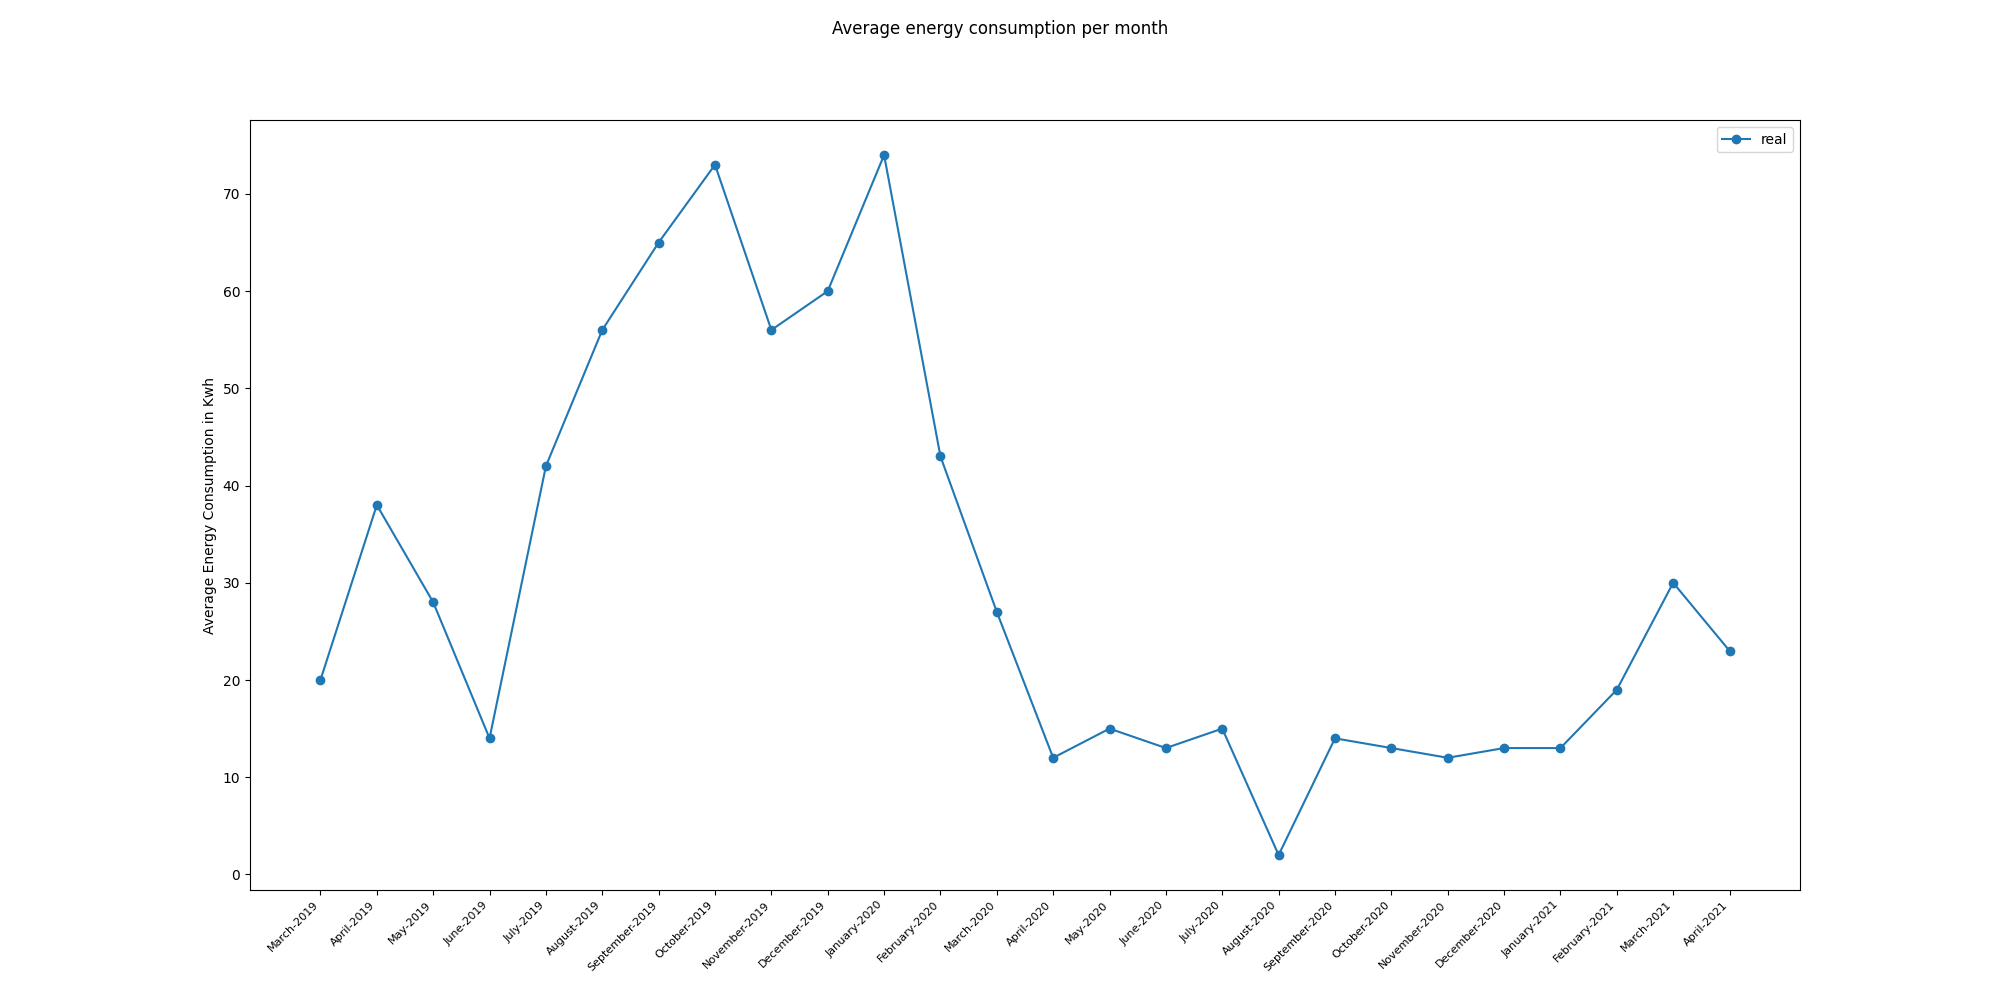 Average energy consumption per month
real
Average Energy Consumption in Kwh
70
60
50
40
30
20
10
0
March-2019
April-2019
May-2019
June-2019
July-2019
August-2019
September-2019
October-2019
November-2019
December-2019
January-2020
February-2020
March-2020
April-2020
May-2020
June-2020
July-2020
August-2020
September-2020
October-2020
November-2020
December-2020
January-2021
February-2021
March-2021
April-2021